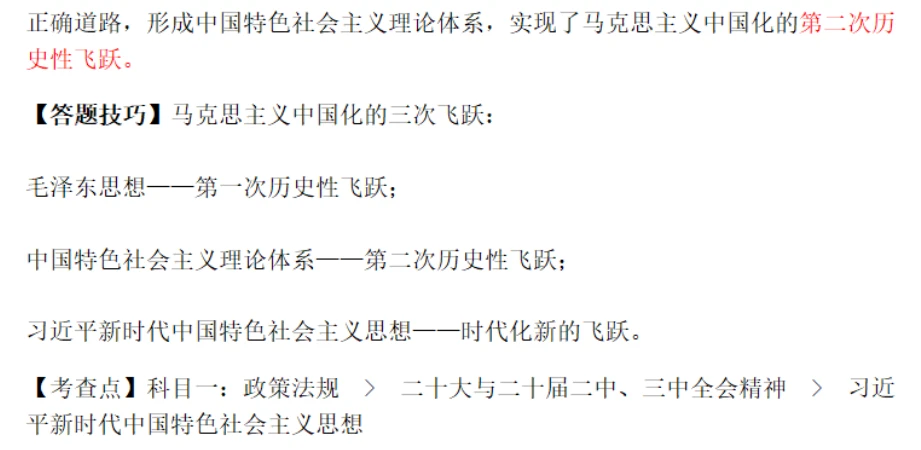 正确道路，形成中国特色社会主义理论体系，实现了马克思主义中国化的第二次历
史性飞跃。
【答题技巧】马克思主义中国化的三次飞跃：
毛泽东思想——第一次历史性飞跃；
中国特色社会主义理论体系——第二次历史性飞跃；
习近平新时代中国特色社会主义思想——时代化新的飞跃。
【考查点】科目一：政策法规 > 二十大与二十届二中、三中全会精神 > 习近
平新时代中国特色社会主义思想